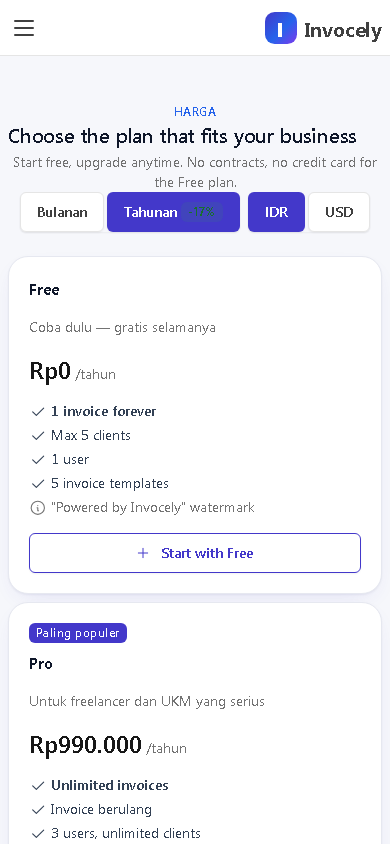 Invocely
HARGA
Choose the plan that fits your business
Start free, upgrade anytime. No contracts, no credit card for
the Free plan.
Bulanan Tahunan IDR USD
Free
Coba dulu — gratis selamanya
Rp0 /tahun
1 invoice forever
Max 5 clients
1 user
5 invoice templates
"Powered by Invocely" watermark
Start with Free
Paling populer
Pro
Untuk freelancer dan UKM yang serius
Rp990.000 /tahun
Unlimited invoices
Invoice berulang
3 users, unlimited clients